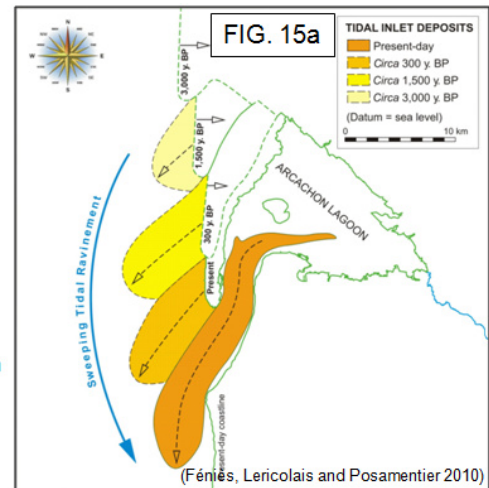 FIG. 15a
TIDAL INLET DEPOSITS
Present-day
Circa 300 y. BP
Circa 1,500 y. BP
Circa 3,000 y. BP
(Datum = sea level)
0 10 km
N
E
S
3,000 y. BP
1,500 y. BP
300 y. BP
Present
ARCACHON LAGOON
Sweeping Tidal Ravinement
Present-day coastline
(Féniès, Lericolais and Posamentier 2010)